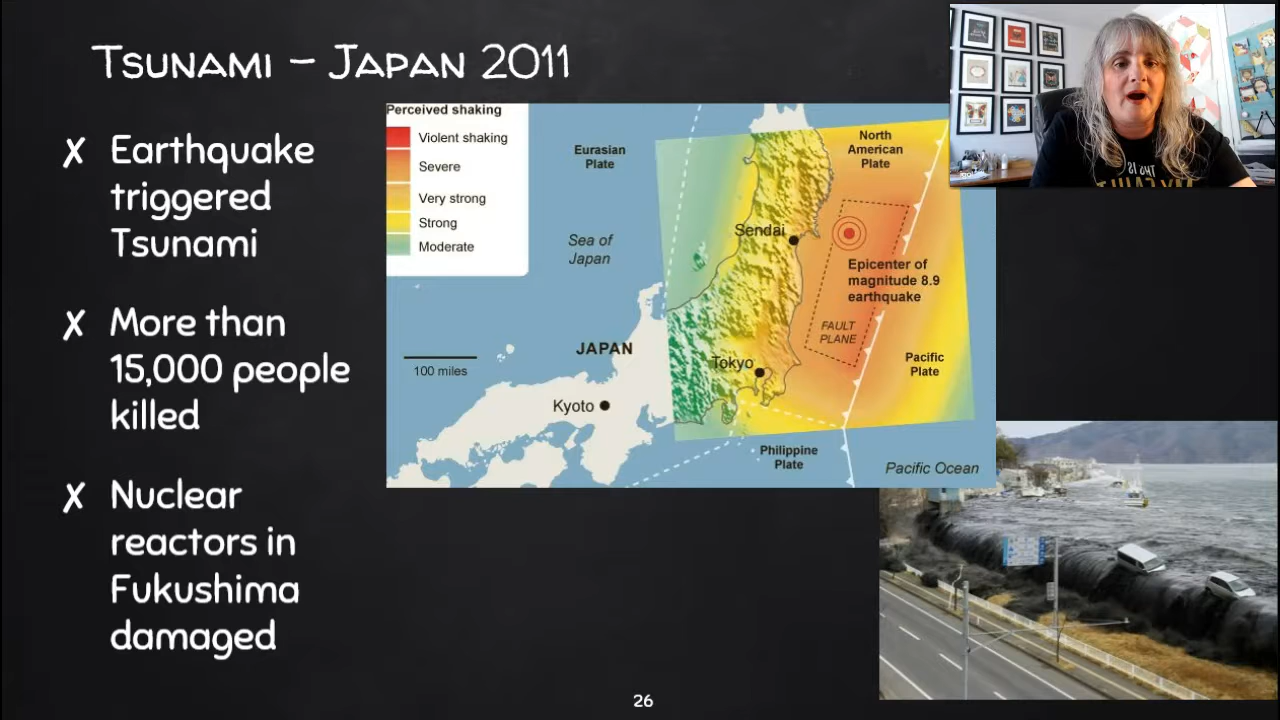 TSUNAMI – JAPAN 2011
✗ Earthquake
triggered
Tsunami
✗ More than
15,000 people
killed
✗ Nuclear
reactors in
Fukushima
damaged
Perceived shaking
Violent shaking
Severe
Very strong
Strong
Moderate
Eurasian
Plate
North
American
Plate
Sea of
Japan
Sendai
Epicenter of
magnitude 8.9
earthquake
FAULT
PLANE
JAPAN
100 miles
Tokyo
Pacific
Plate
Kyoto
Philippine
Plate
Pacific Ocean
THIS IS
26